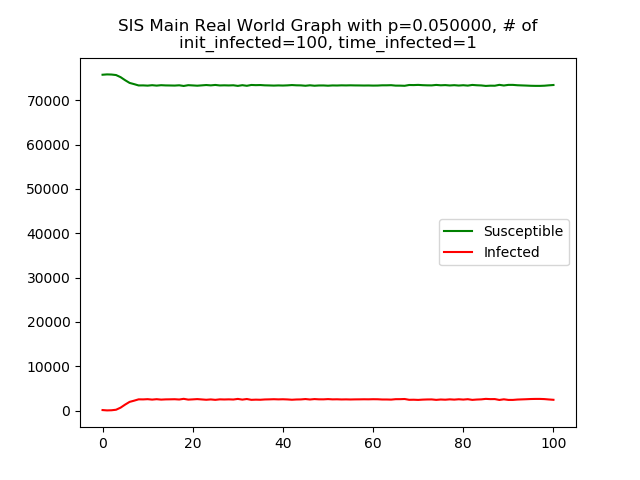 SIS Main Real World Graph with p=0.050000, # of
init_infected=100, time_infected=1
70000
60000
50000
40000
30000
20000
10000
0
Susceptible
Infected
0 20 40 60 80 100